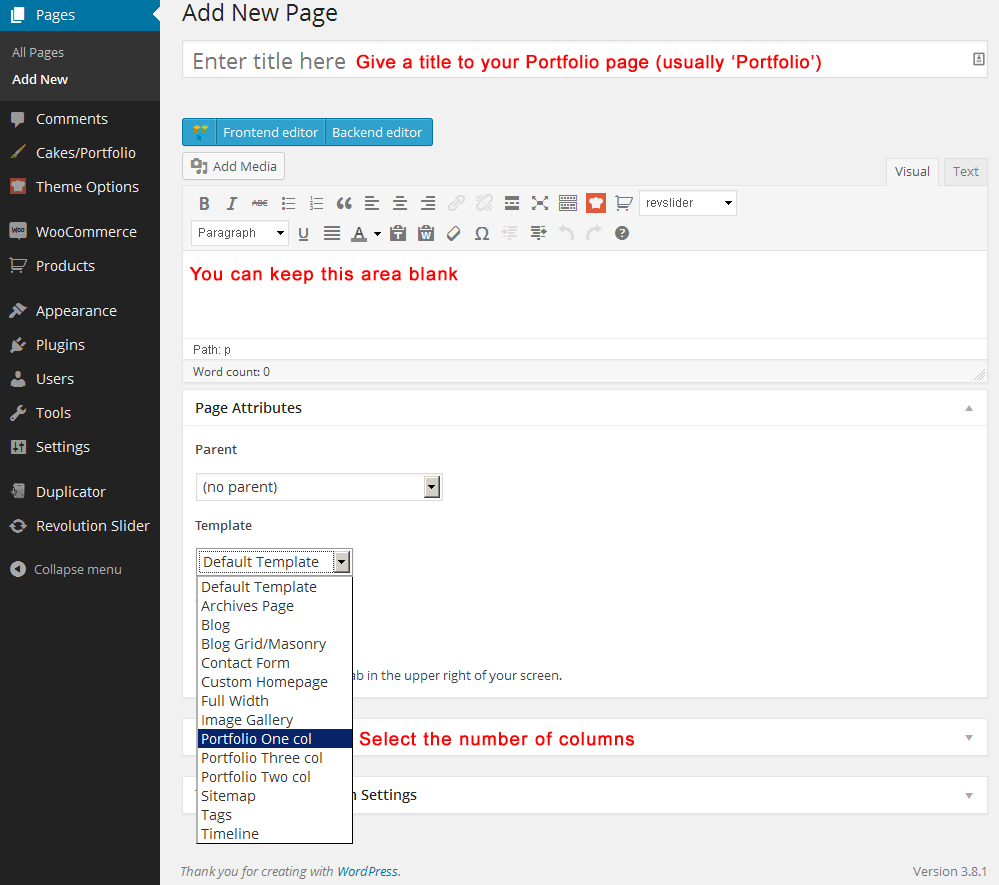 Pages
All Pages
Add New
Comments
Cakes/Portfolio
Theme Options
WooCommerce
Products
Appearance
Plugins
Users
Tools
Settings
Duplicator
Revolution Slider
Collapse menu
Add New Page
Enter title here Give a title to your Portfolio page (usually ‘Portfolio’)
Frontend editor Backend editor
Add Media
Visual Text
B I ABC revslider
Paragraph U A T W Ω ?
You can keep this area blank
Path: p
Word count: 0
Page Attributes
Parent
(no parent)
Template
Default Template
Default Template
Archives Page
Blog
Blog Grid/Masonry
Contact Form
ab in the upper right of your screen.
Custom Homepage
Full Width
Image Gallery
Portfolio One col Select the number of columns
Portfolio Three col
Portfolio Two col
Sitemap Settings
Tags
Timeline
Thank you for creating with WordPress. Version 3.8.1